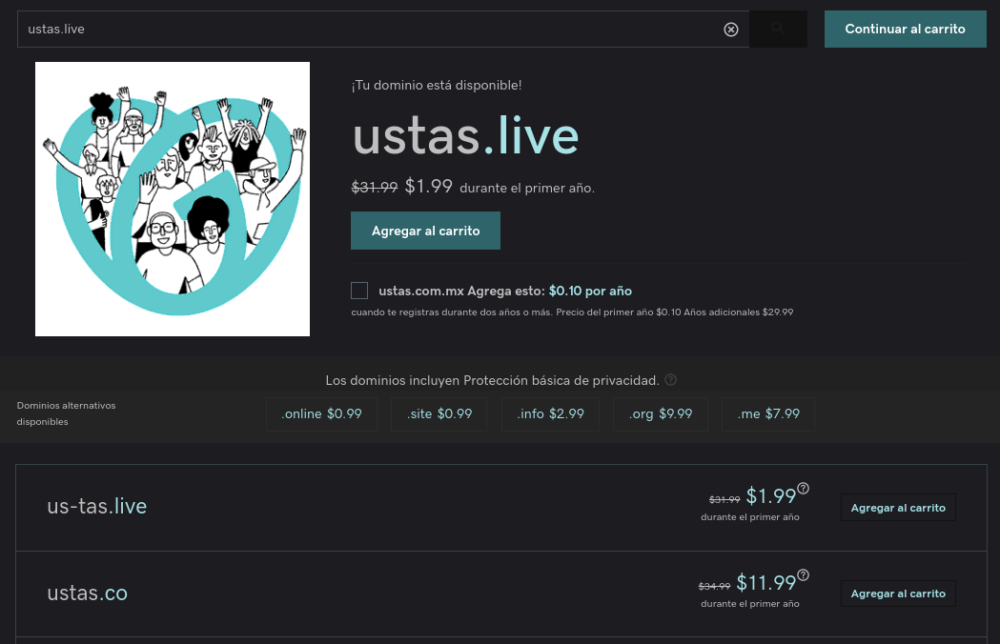 ustas.live
Continuar al carrito
¡Tu dominio está disponible!
ustas.live
$31.99 $1.99 durante el primer año.
Agregar al carrito
ustas.com.mx Agrega esto: $0.10 por año
cuando te registras durante dos años o más. Precio del primer año $0.10 Años adicionales $29.99
Los dominios incluyen Protección básica de privacidad. ?
Dominios alternativos
disponibles
.online $0.99
.site $0.99
.info $2.99
.org $9.99
.me $7.99
us-tas.live
$31.99 $1.99 ?
durante el primer año
Agregar al carrito
ustas.co
$34.99 $11.99 ?
durante el primer año
Agregar al carrito